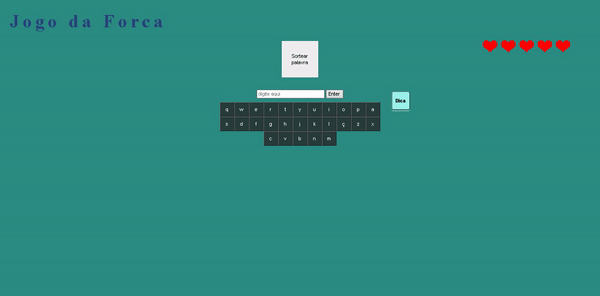 Jogo da Forca
Sortear
palavra
digite aqui
Enter
Dica
q w e r t y u i o p a
s d f g h j k l ç z x
c v b n m